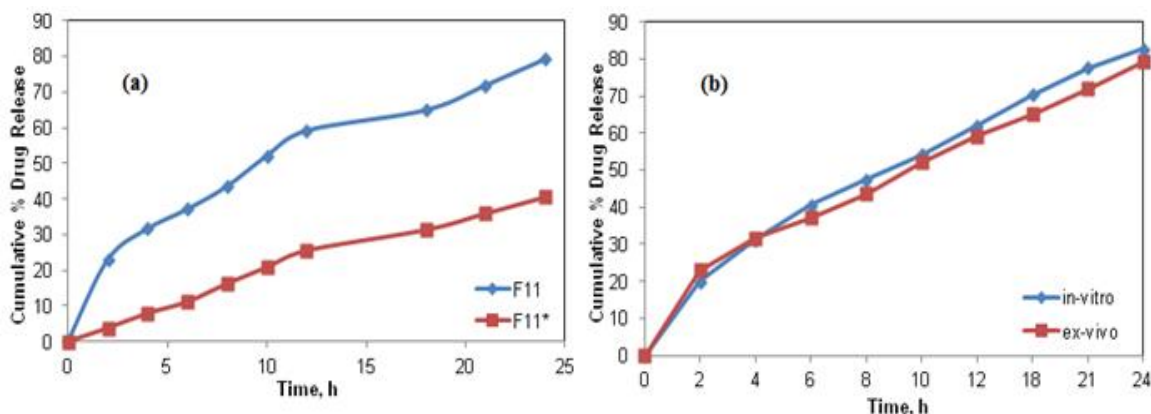 90
80
70
60
50
40
30
20
10
0
Cumulative % Drug Release
(a)
F11
F11*
0 5 10 15 20 25
Time, h
90
80
70
60
50
40
30
20
10
0
Cumulative % Drug Release
(b)
in-vitro
ex-vivo
0 2 4 6 8 10 12 18 21 24
Time, h